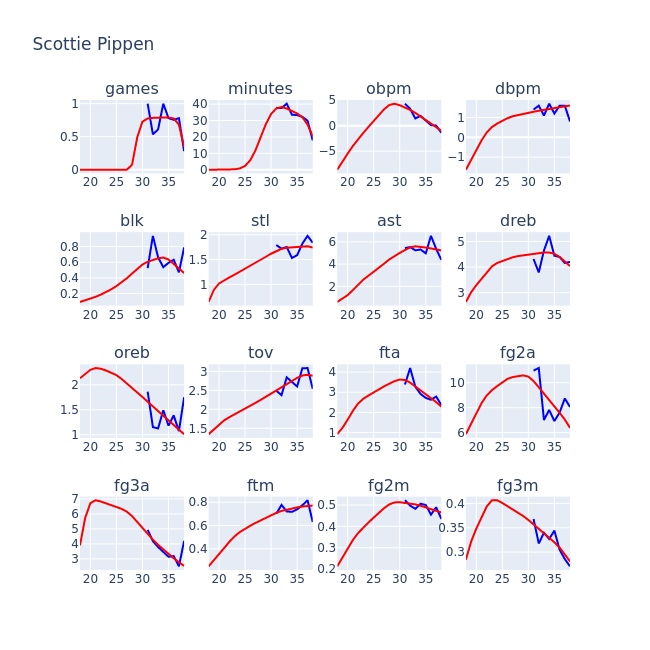 Scottie Pippen
games minutes obpm dbpm
1 0.5 0 20 25 30 35
40 30 20 10 0 20 25 30 35
5 0 −5 20 25 30 35
1 0 −1 20 25 30 35
blk stl ast dreb
0.8 0.6 0.4 0.2 20 25 30 35
2 1.5 1 20 25 30 35
6 4 2 20 25 30 35
5 4 3 20 25 30 35
oreb tov fta fg2a
2 1.5 1 20 25 30 35
3 2.5 2 1.5 20 25 30 35
4 3 2 1 20 25 30 35
10 8 6 20 25 30 35
fg3a ftm fg2m fg3m
7 6 5 4 3 20 25 30 35
0.8 0.6 0.4 20 25 30 35
0.5 0.4 0.3 0.2 20 25 30 35
0.4 0.35 0.3 20 25 30 35